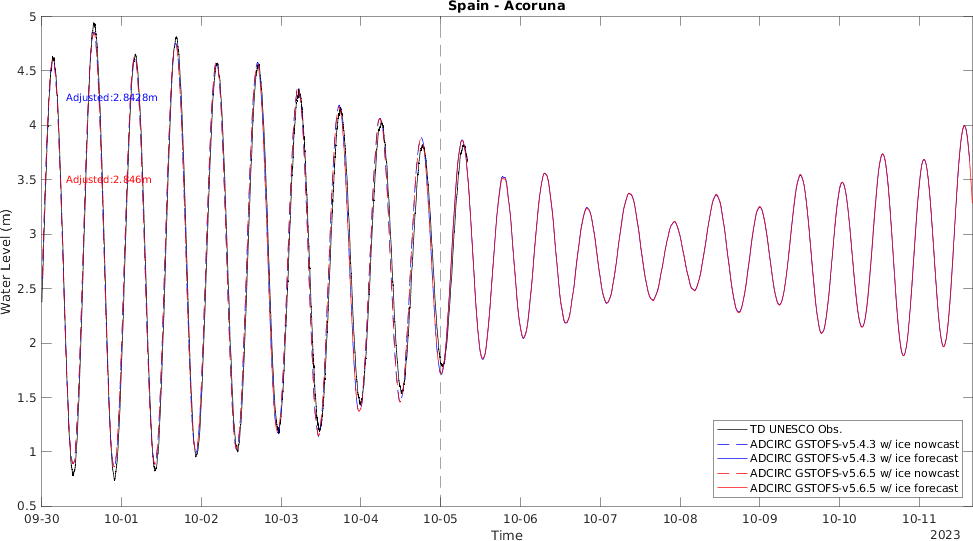 Spain - Acoruna
5
4.5
4
3.5
3
2.5
2
1.5
1
0.5
Water Level (m)
Adjusted:2.8428m
Adjusted:2.846m
TD UNESCO Obs.
ADCIRC GSTOFS-v5.4.3 w/ ice nowcast
ADCIRC GSTOFS-v5.4.3 w/ ice forecast
ADCIRC GSTOFS-v5.6.5 w/ ice nowcast
ADCIRC GSTOFS-v5.6.5 w/ ice forecast
09-30 10-01 10-02 10-03 10-04 10-05 10-06 10-07 10-08 10-09 10-10 10-11
Time
2023